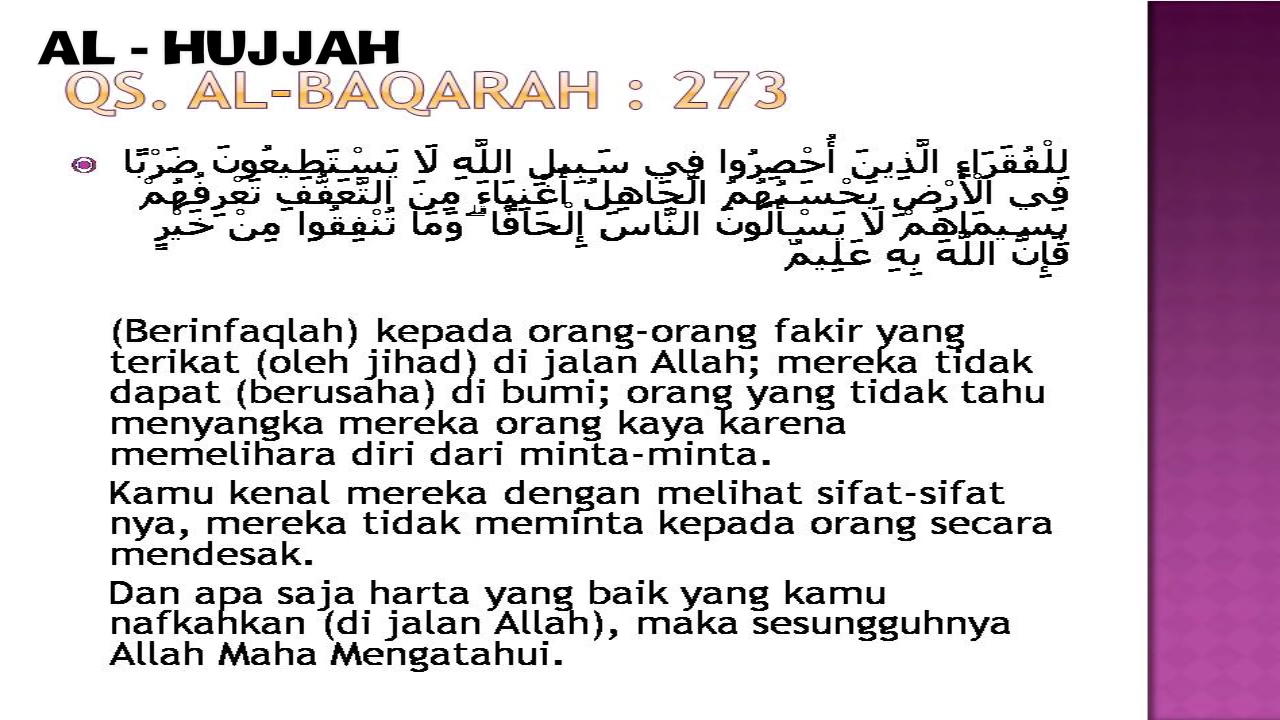 AL - HUJJAH
QS. AL-BAQARAH : 273
لِلْفُقَرَاءِ الَّذِينَ أُحْصِرُوا فِي سَبِيلِ اللَّهِ لَا يَسْتَطِيعُونَ ضَرْبًا
فِي الْأَرْضِ يَحْسَبُهُمُ الْجَاهِلُ أَغْنِيَاءَ مِنَ التَّعَفُّفِ تَعْرِفُهُمْ
بِسِيمَاهُمْ لَا يَسْأَلُونَ النَّاسَ إِلْحَافًا ۗ وَمَا تُنْفِقُوا مِنْ خَيْرٍ
فَإِنَّ اللَّهَ بِهِ عَلِيمٌ
(Berinfaqlah) kepada orang-orang fakir yang
terikat (oleh jihad) di jalan Allah; mereka tidak
dapat (berusaha) di bumi; orang yang tidak tahu
menyangka mereka orang kaya karena
memelihara diri dari minta-minta.
Kamu kenal mereka dengan melihat sifat-sifat
nya, mereka tidak meminta kepada orang secara
mendesak.
Dan apa saja harta yang baik yang kamu
nafkahkan (di jalan Allah), maka sesungguhnya
Allah Maha Mengatahui.